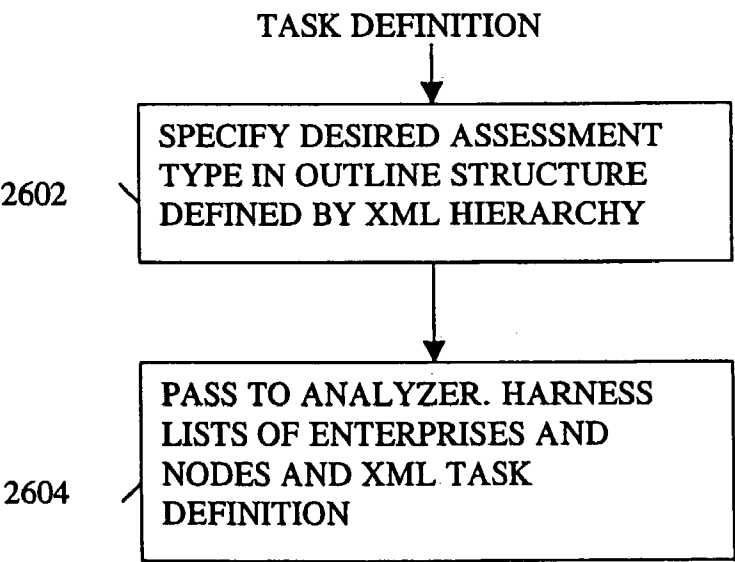 TASK DEFINITION
SPECIFY DESIRED ASSESSMENT
TYPE IN OUTLINE STRUCTURE
DEFINED BY XML HIERARCHY
2602
PASS TO ANALYZER. HARNESS
LISTS OF ENTERPRISES AND
NODES AND XML TASK
DEFINITION
2604